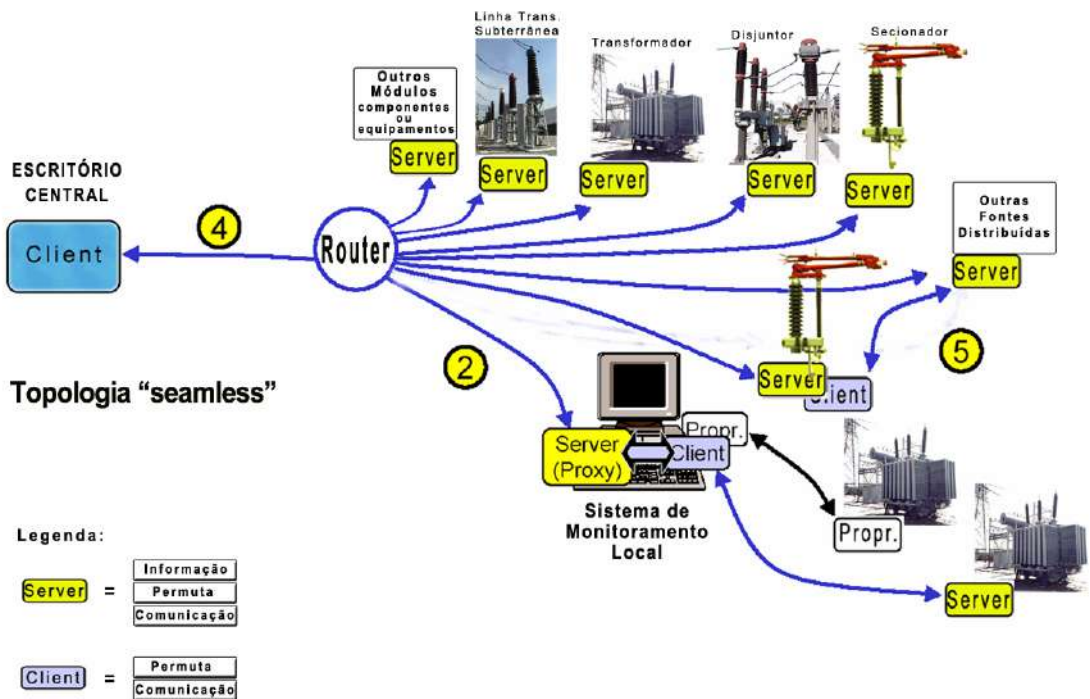 Linha Trans.
Subterrânea
Transformador
Disjuntor
Secionador
Outros
Módulos
componentes
ou
equipamentos
Server
Server
Server
Server
Server
ESCRITÓRIO
CENTRAL
Client
4
Router
Outras
Fontes
Distribuídas
Server
2
5
Server
Client
Topologia “seamless”
Propr.
Server
(Proxy)
Client
Sistema de
Monitoramento
Local
Propr.
Server
Legenda:
Server =
Informação
Permuta
Comunicação
Client =
Permuta
Comunicação